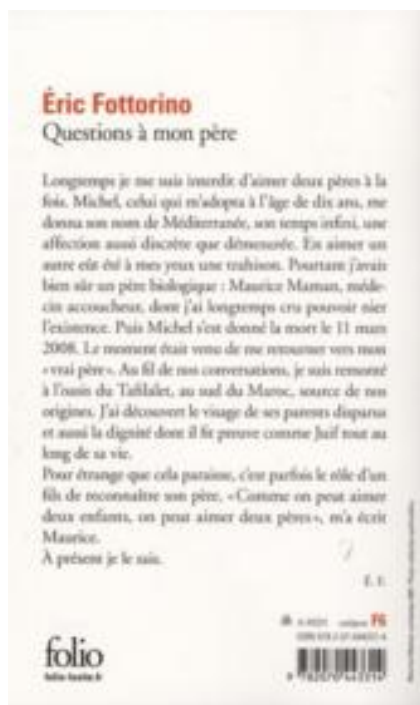 Éric Fottorino
Questions à mon père
Longtemps je me suis interdit d'aimer deux pères à la
fois. Michel, celui qui m'adopta à l'âge de dix ans, me
donna son nom de Méditerranée, son temps infini, une
affection aussi discrète que démesurée. En aimer un
autre eût été à mes yeux une trahison. Pourtant j'avais
bien sûr un père biologique : Maurice Maman, méde-
cin accoucheur, dont j'ai longtemps cru pouvoir nier
l'existence. Puis Michel s'est donné la mort le 11 mars
2008. Le moment était venu de me retourner vers mon
«vrai père». Au fil de nos conversations, je suis remonté
à l'oasis du Tafilalet, au sud du Maroc, source de nos
origines. J'ai découvert le visage de ses parents disparus
et aussi la dignité dont il fit preuve comme Juif tout au
long de sa vie.
Pour étrange que cela paraisse, c'est parfois le rôle d'un
fils de reconnaître son père. «Comme on peut aimer
deux enfants, on peut aimer deux pères», m'a écrit
Maurice.
À présent je le sais.
É. F.
folio
folio-lesite.fr
catégorie F6